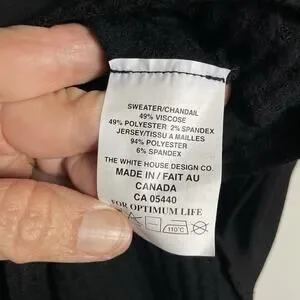 SWEATER/CHANDAIL
49% VISCOSE
49% POLYESTER 2% SPANDEX
JERSEY/TISSU A MAILLES
94% POLYESTER
6% SPANDEX
THE WHITE HOUSE DESIGN CO.
MADE IN / FAIT AU
CANADA
CA 05440
FOR OPTIMUM LIFE
110°C